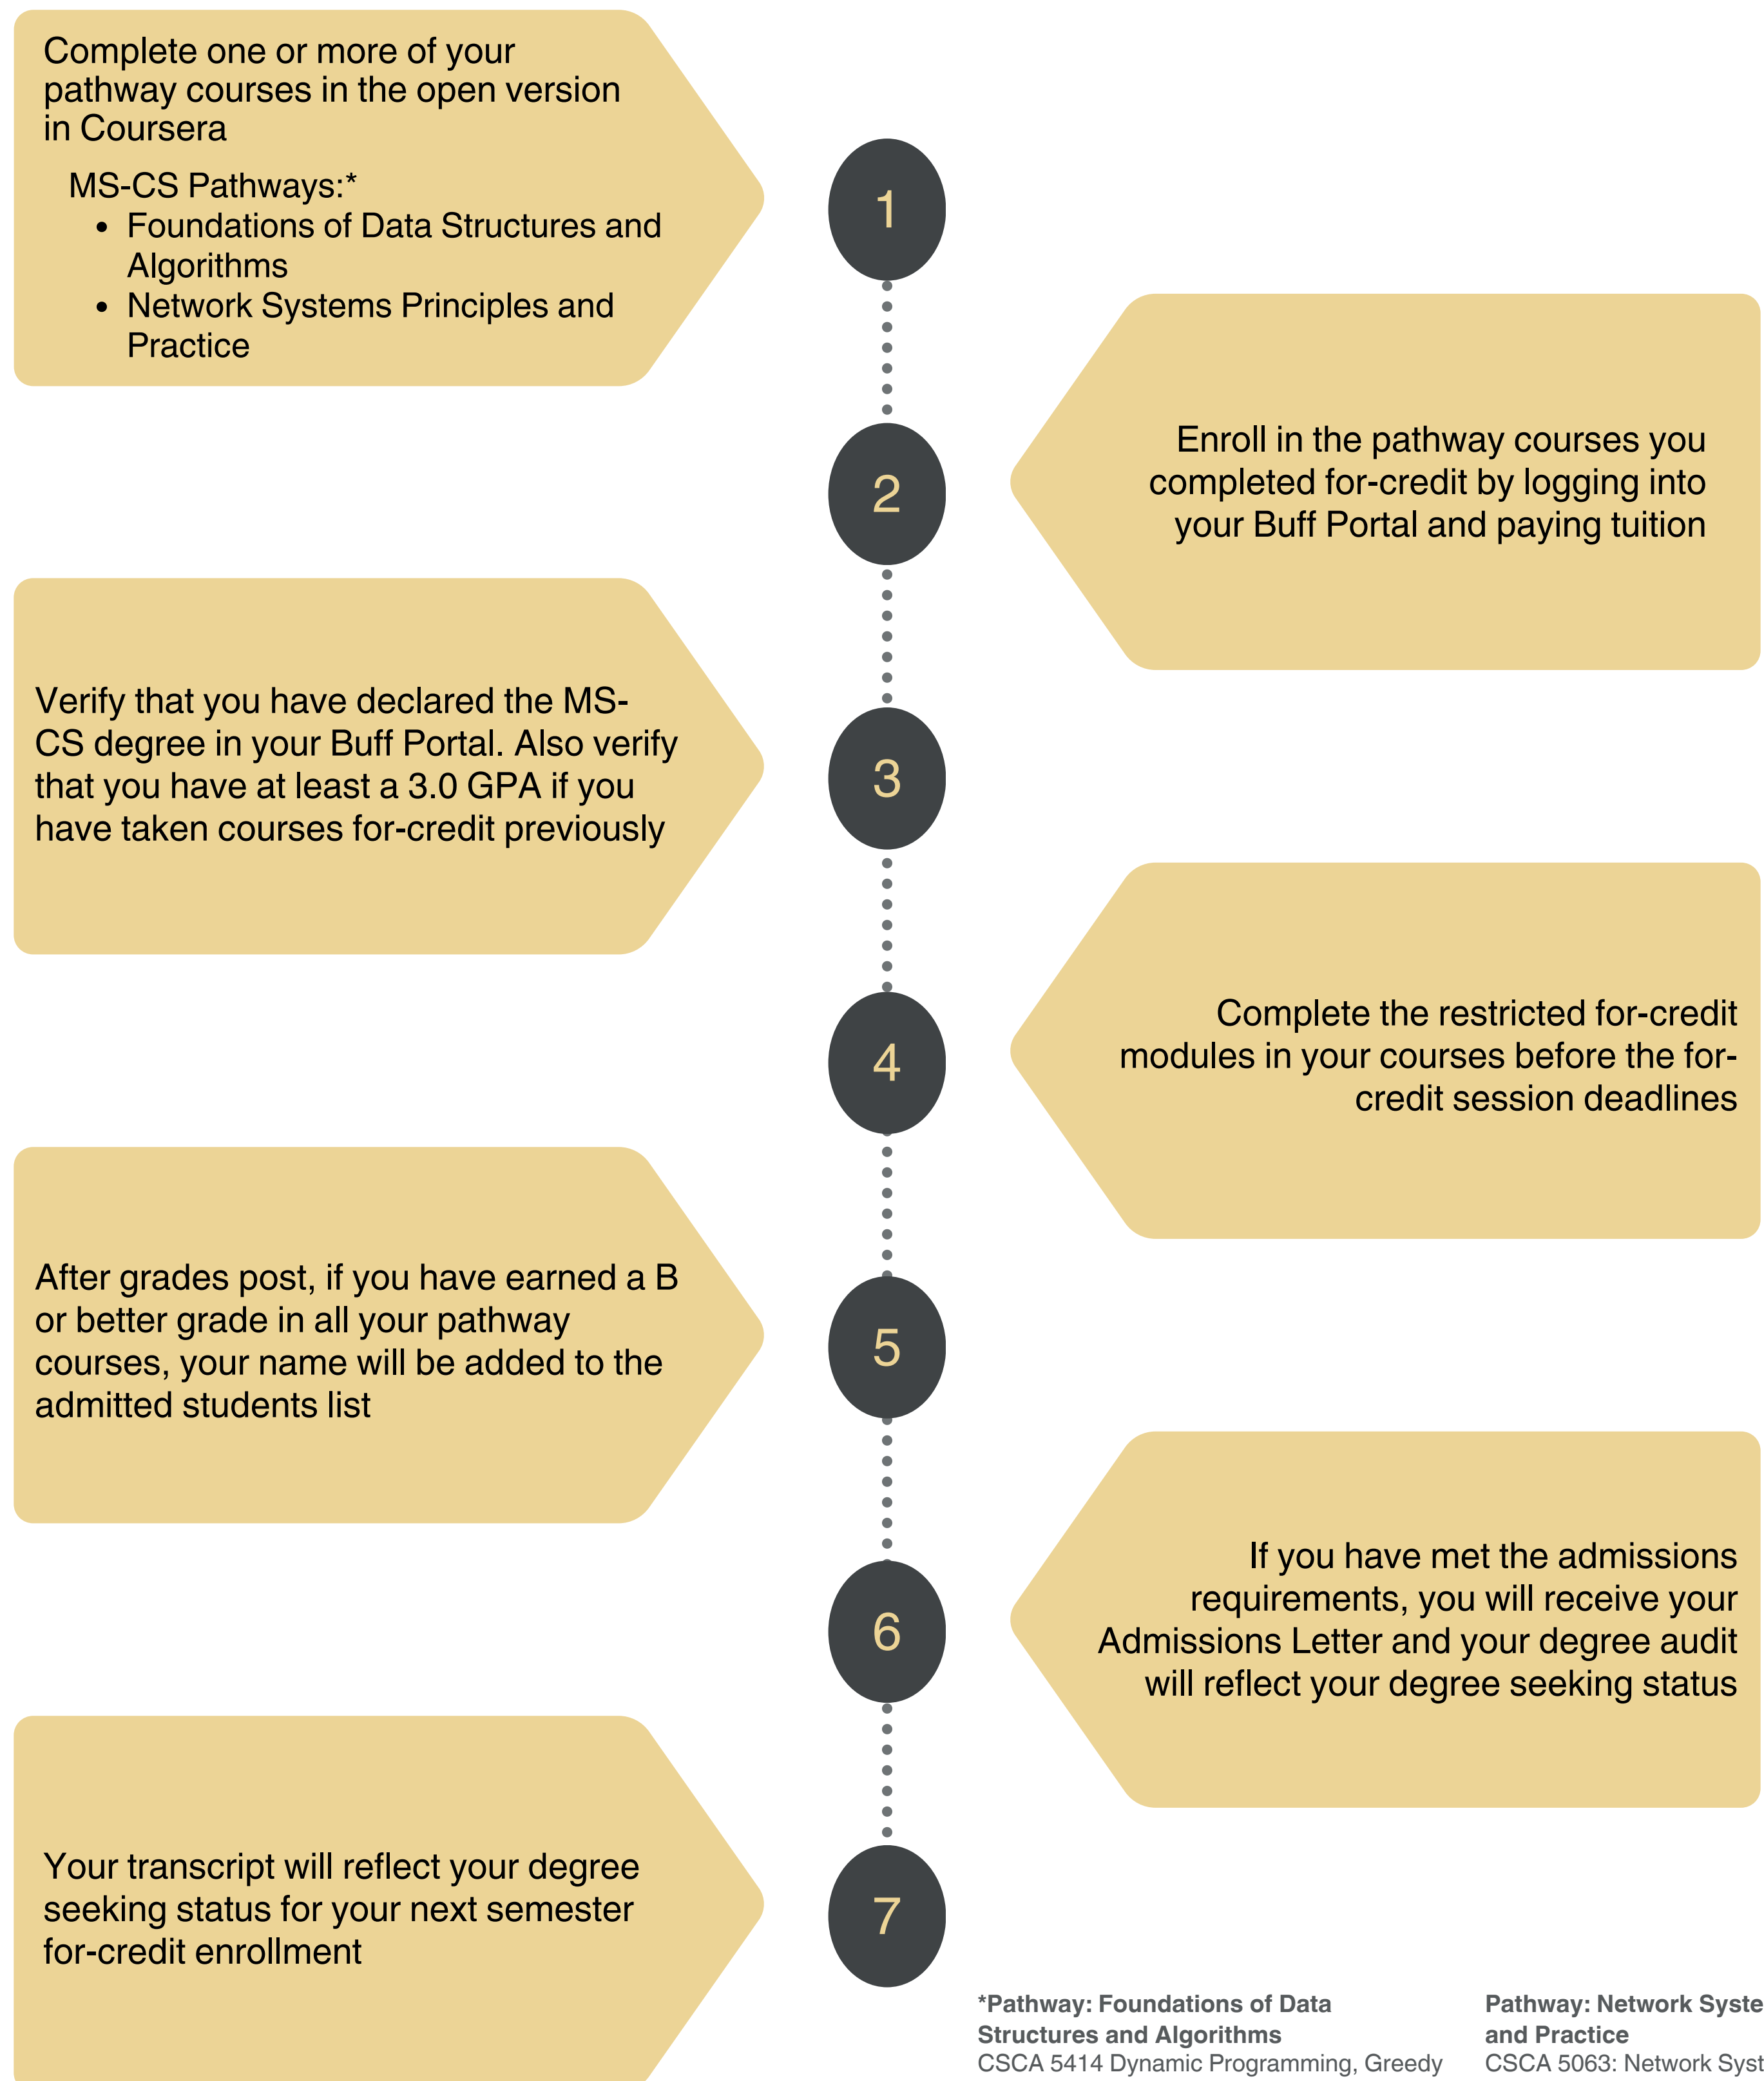 Complete one or more of your
pathway courses in the open version
in Coursera
MS-CS Pathways:*
• Foundations of Data Structures and
Algorithms
• Network Systems Principles and
Practice
1
Enroll in the pathway courses you
completed for-credit by logging into
your Buff Portal and paying tuition
2
Verify that you have declared the MS-
CS degree in your Buff Portal. Also verify
that you have at least a 3.0 GPA if you
have taken courses for-credit previously
3
Complete the restricted for-credit
modules in your courses before the for-
credit session deadlines
4
After grades post, if you have earned a B
or better grade in all your pathway
courses, your name will be added to the
admitted students list
5
If you have met the admissions
requirements, you will receive your
Admissions Letter and your degree audit
will reflect your degree seeking status
6
Your transcript will reflect your degree
seeking status for your next semester
for-credit enrollment
7
*Pathway: Foundations of Data
Structures and Algorithms
CSCA 5414 Dynamic Programming, Greedy
Pathway: Network
and Practice
CSCA 5063: Network